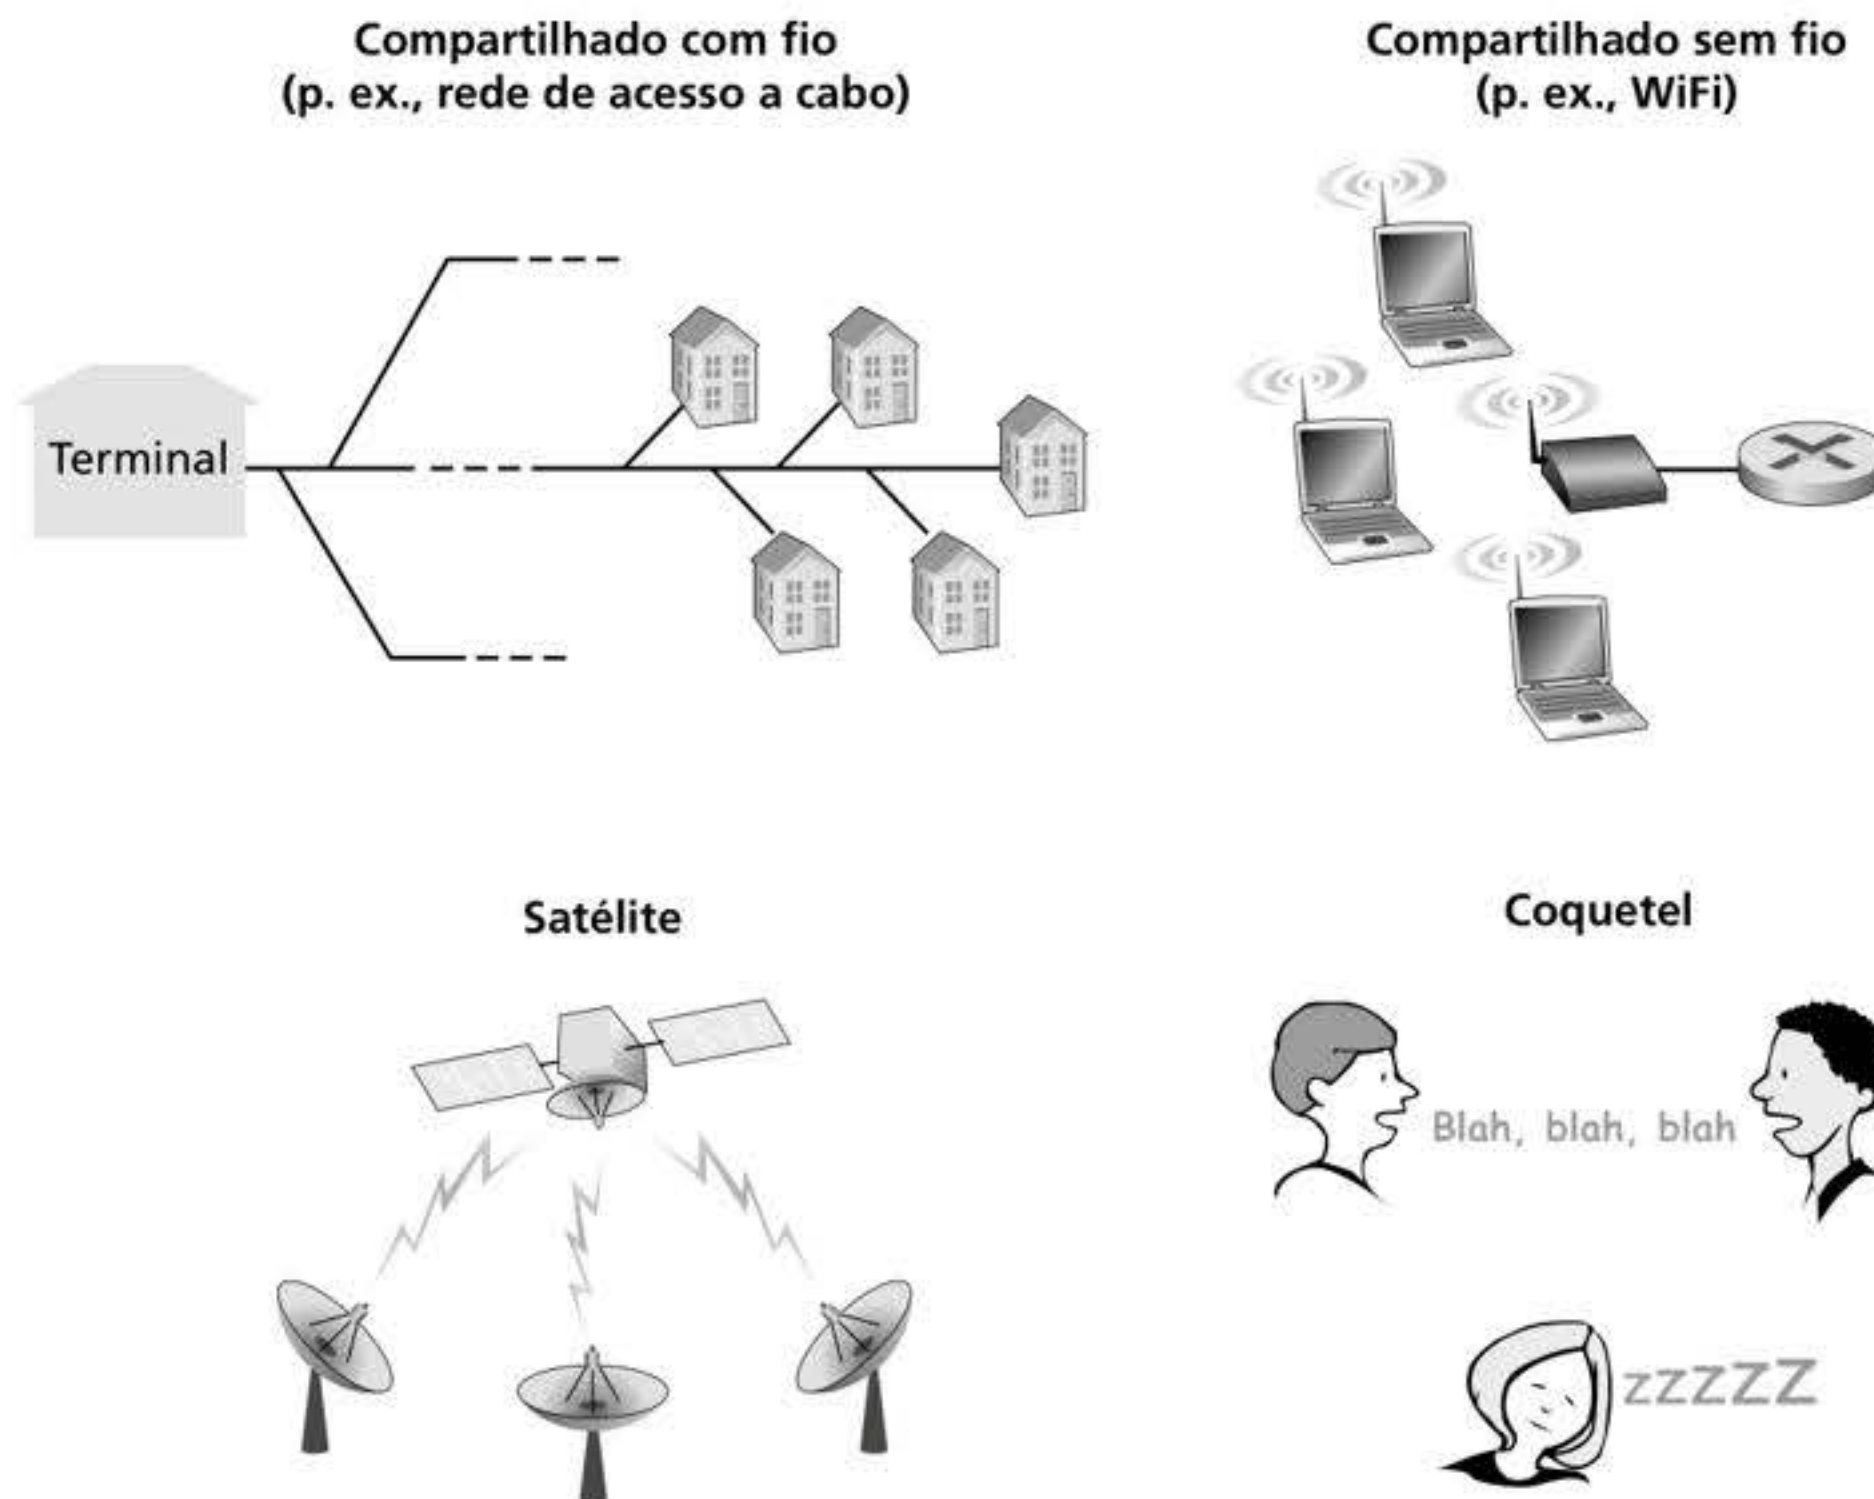 Compartilhado com fio
(p. ex., rede de acesso a cabo)
Compartilhado sem fio
(p. ex., WiFi)
Terminal
Satélite
Coquetel
Blah, blah, blah
zzzzz